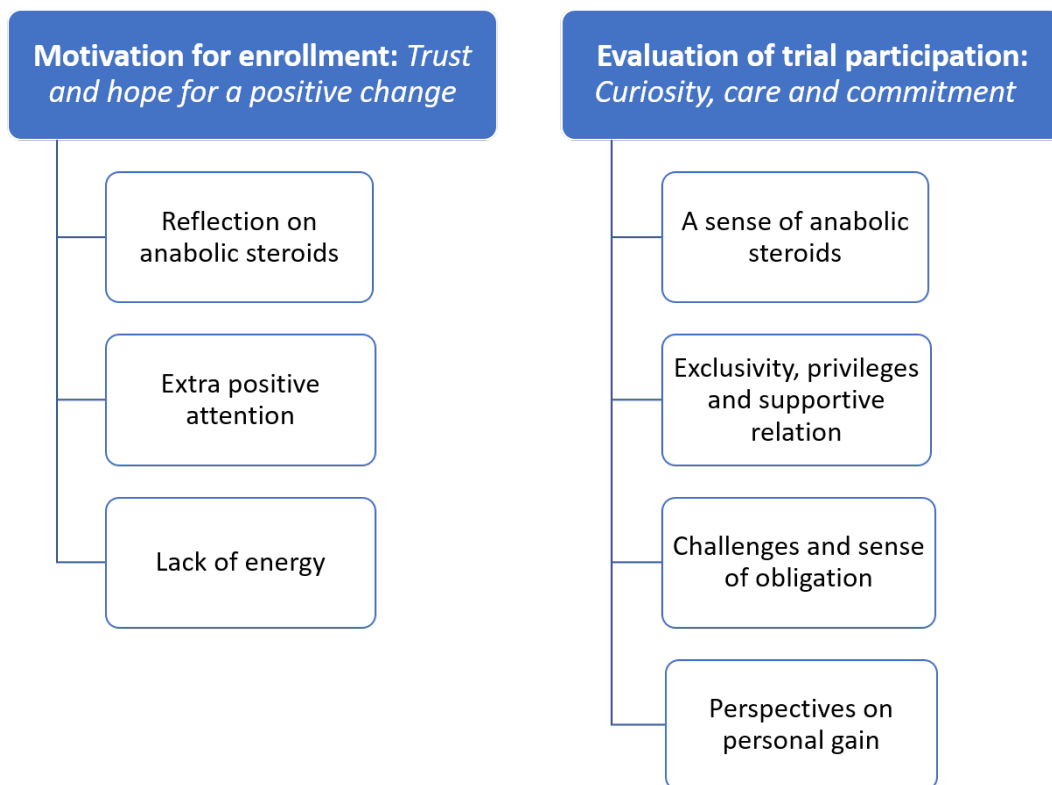 Motivation for enrollment: Trust
and hope for a positive change
Reflection on
anabolic steroids
Extra positive
attention
Lack of energy
Evaluation of trial participation:
Curiosity, care and commitment
A sense of anabolic
steroids
Exclusivity, privileges
and supportive
relation
Challenges and sense
of obligation
Perspectives on
personal gain